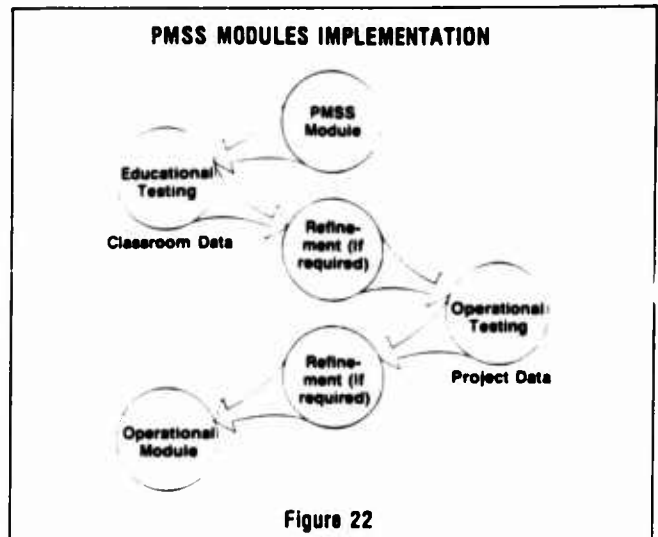 PMSS MODULES IMPLEMENTATION
PMSS
Module
Educational
Testing
Classroom Data
Refine-
ment (if
required)
Operational
Testing
Project Data
Refine-
ment (if
required)
Operational
Module
Figure 22